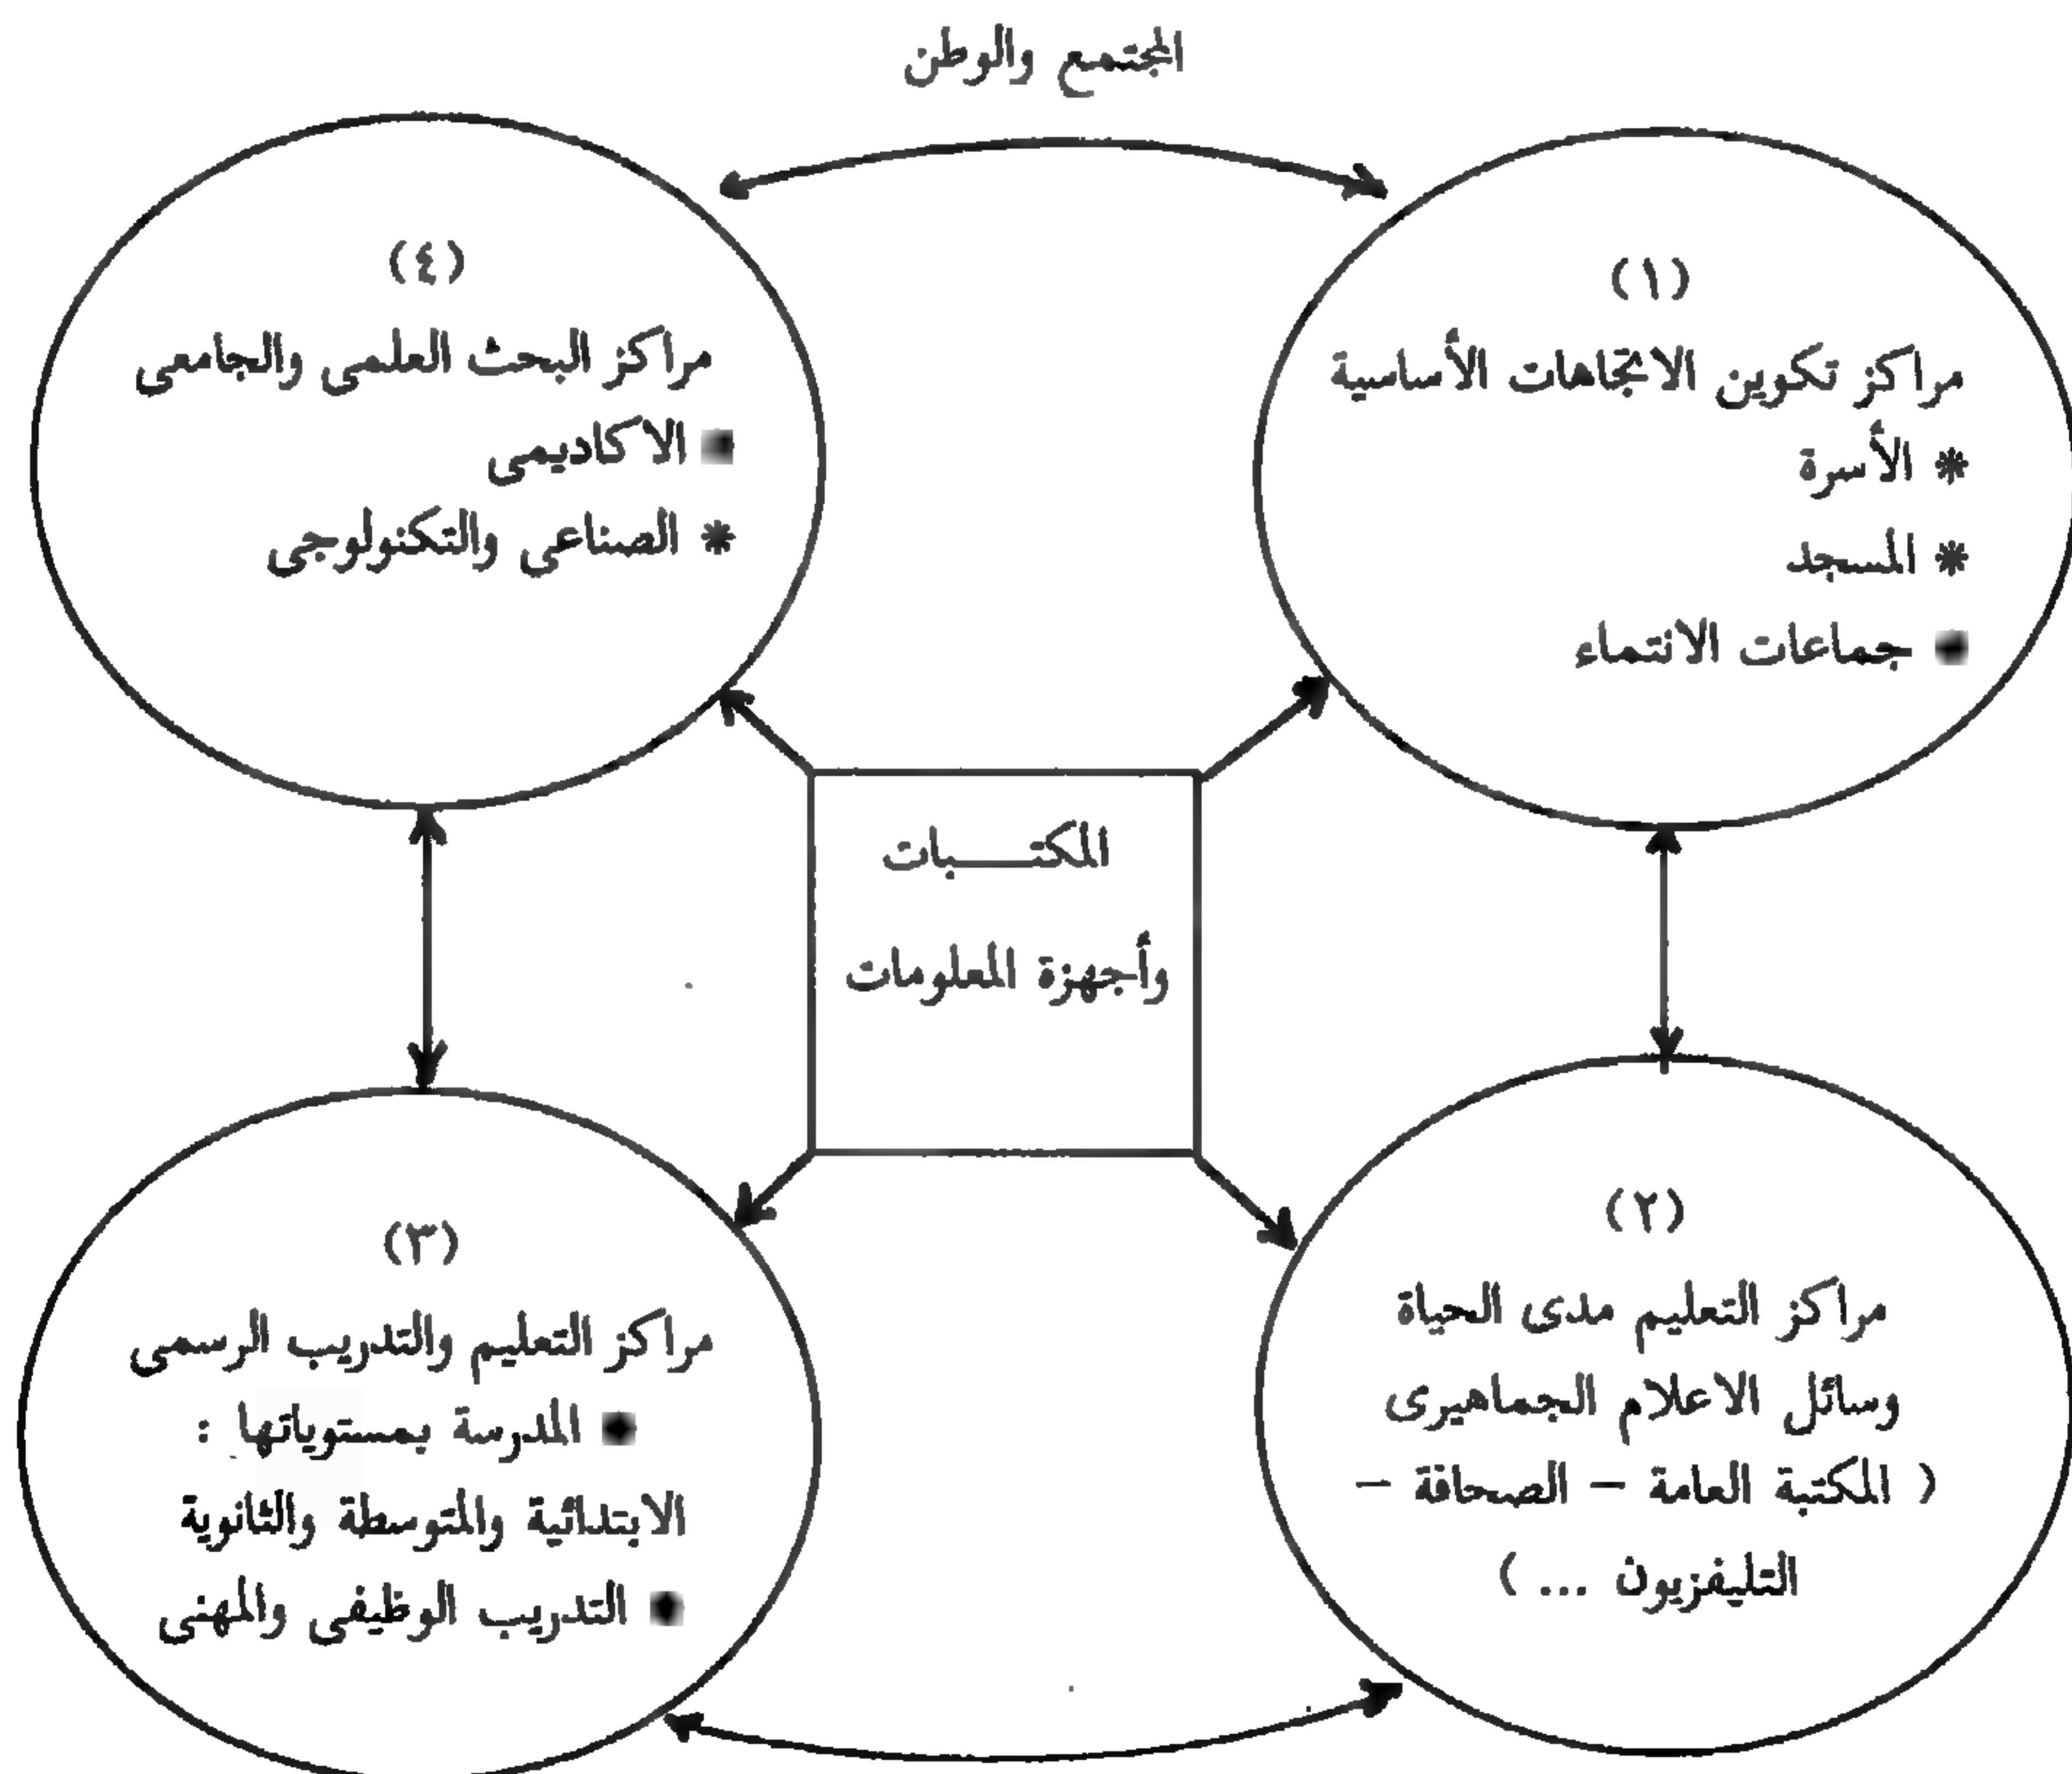 المجتمع والوطن
(١)
مراكز تكوين الاتجاهات الأساسية
* الأسرة
* المسجد
■ جماعات الانتماء
(٢)
مراكز التعليم مدى الحياة
وسائل الاعلام الجماهيرى
( المكتبة العامة – الصحافة –
التليفزيون ... )
(٣)
مراكز التعليم والتدريب الرسمى
■ المدرسة بمستوياتها :
الابتدائية والمتوسطة والثانوية
■ التدريب الوظيفى والمهنى
(٤)
مراكز البحث العلمى والجامعى
■ الاكاديمى
* الصناعى والتكنولوجى
المكتبات
وأجهزة المعلومات